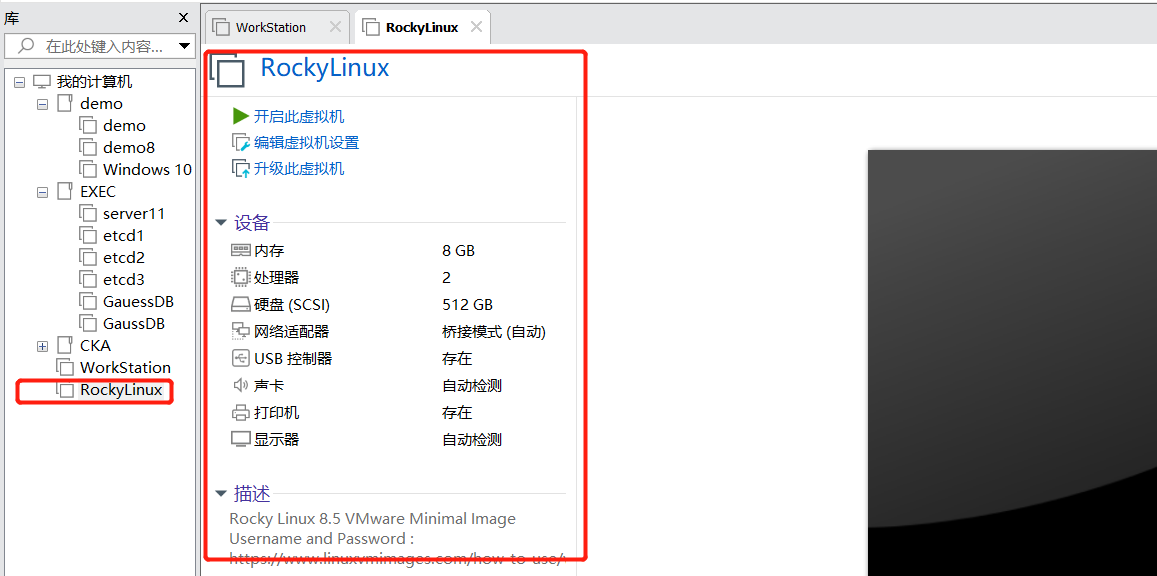 库
在此处键入内容...
我的计算机
demo
demo
demo8
Windows 10
EXEC
server11
etcd1
etcd2
etcd3
GauessDB
GaussDB
CKA
WorkStation
RockyLinux
WorkStation
RockyLinux
RockyLinux
开启此虚拟机
编辑虚拟机设置
升级此虚拟机
设备
内存 8 GB
处理器 2
硬盘 (SCSI) 512 GB
网络适配器 桥接模式 (自动)
USB 控制器 存在
声卡 自动检测
打印机 存在
显示器 自动检测
描述
Rocky Linux 8.5 VMware Minimal Image
Username and Password :
https://www.linuxvmimages.com/how-to-use/